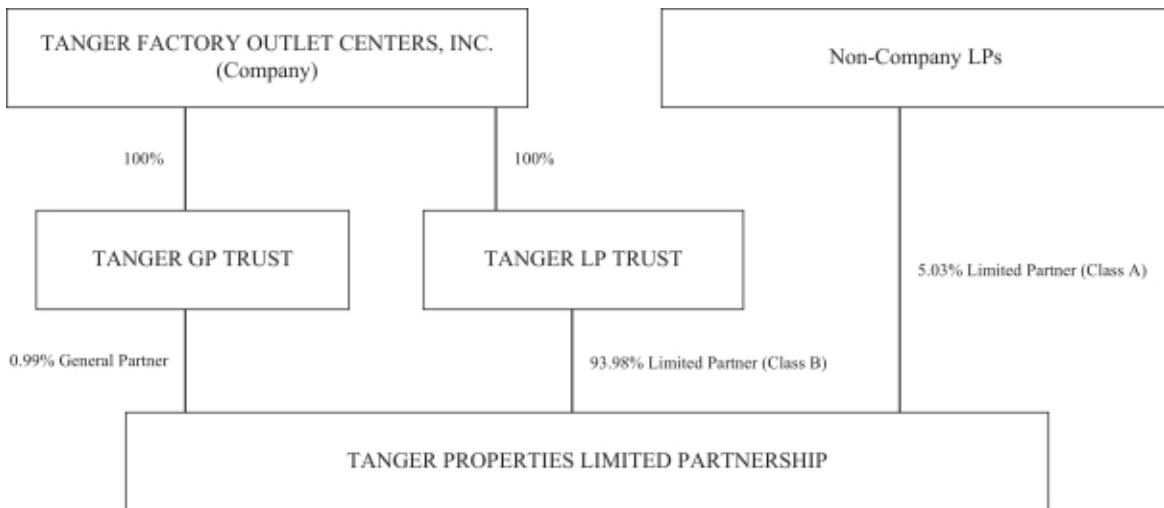 TANGER FACTORY OUTLET CENTERS, INC.
(Company)
Non-Company LPs
100%
100%
TANGER GP TRUST
TANGER LP TRUST
5.03% Limited Partner (Class A)
0.99% General Partner
93.98% Limited Partner (Class B)
TANGER PROPERTIES LIMITED PARTNERSHIP